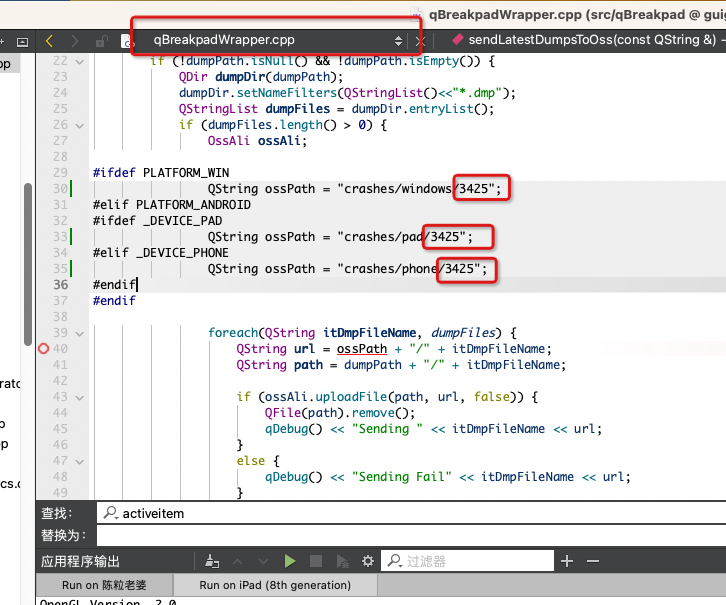 qBreakpadWrapper.cpp (src/qBreakpad @ guig
qBreakpadWrapper.cpp
sendLatestDumpsToOss(const QString &) -
pp
22 if (!dumpPath.isNull() && !dumpPath.isEmpty()) {
23 QDir dumpDir(dumpPath);
24 dumpDir.setNameFilters(QStringList()<<"*.dmp");
25 QStringList dumpFiles = dumpDir.entryList();
26 if (dumpFiles.length() > 0) {
27 OssAli ossAli;
28
29 #ifdef PLATFORM_WIN
30 QString ossPath = "crashes/windows/3425";
31 #elif PLATFORM_ANDROID
32 #ifdef _DEVICE_PAD
33 QString ossPath = "crashes/pad/3425";
34 #elif _DEVICE_PHONE
35 QString ossPath = "crashes/phone/3425";
36 #endif
37 #endif
38
39 foreach(QString itDmpFileName, dumpFiles) {
40 QString url = ossPath + "/" + itDmpFileName;
41 QString path = dumpPath + "/" + itDmpFileName;
42
43 if (ossAli.uploadFile(path, url, false)) {
44 QFile(path).remove();
45 qDebug() << "Sending " << itDmpFileName << url;
46 }
47 else {
48 qDebug() << "Sending Fail" << itDmpFileName << url;
49 }
rato
p
op
cs.c
查找:
activeitem
替换为:
应用程序输出
过滤器
Run on 陈粒老婆
Run on iPad (8th generation)
OpenGL Version 2.0